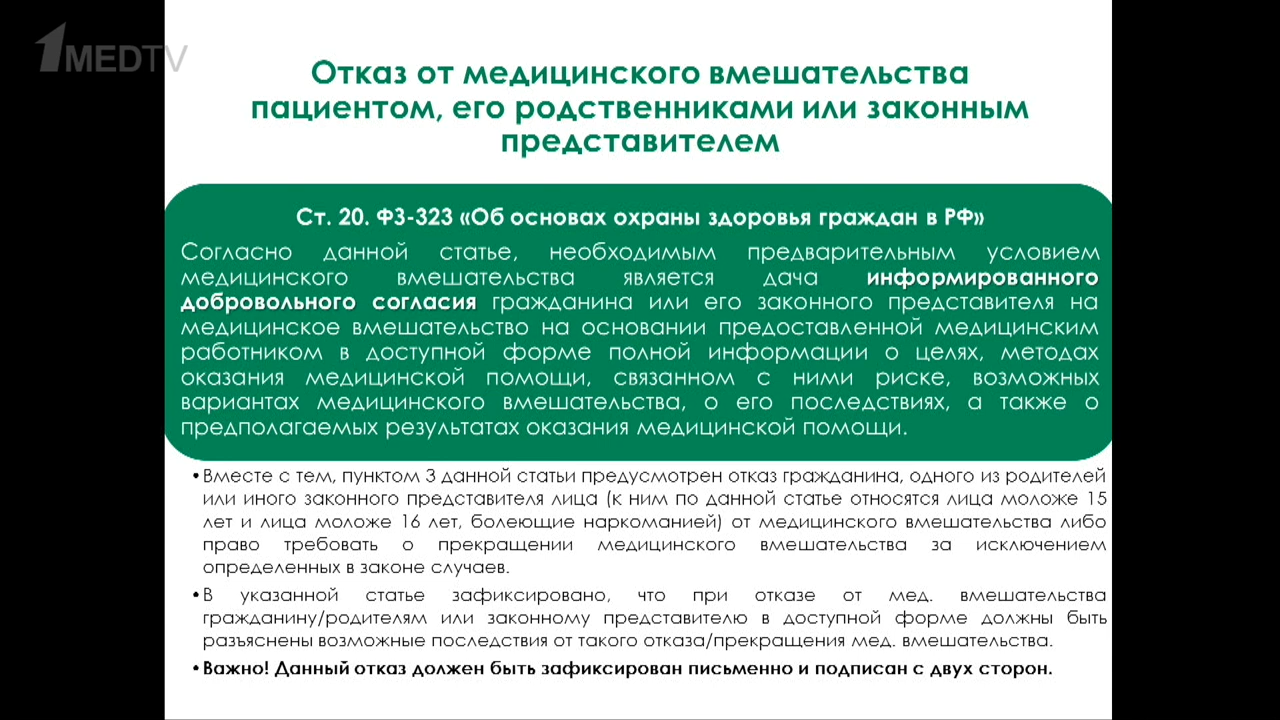 1MEDTV
Отказ от медицинского вмешательства
пациентом, его родственниками или законным
представителем
Ст. 20. ФЗ-323 «Об основах охраны здоровья граждан в РФ»
Согласно данной статье, необходимым предварительным условием
медицинского вмешательства является дача информированного
добровольного согласия гражданина или его законного представителя на
медицинское вмешательство на основании предоставленной медицинским
работником в доступной форме полной информации о целях, методах
оказания медицинской помощи, связанном с ними риске, возможных
вариантах медицинского вмешательства, о его последствиях, а также о
предполагаемых результатах оказания медицинской помощи.
•Вместе с тем, пунктом 3 данной статьи предусмотрен отказ гражданина, одного из родителей
или иного законного представителя лица (к ним по данной статье относятся лица моложе 15
лет и лица моложе 16 лет, болеющие наркоманией) от медицинского вмешательства либо
право требовать о прекращении медицинского вмешательства за исключением
определенных в законе случаев.
•В указанной статье зафиксировано, что при отказе от мед. вмешательства
гражданину/родителям или законному представителю в доступной форме должны быть
разъяснены возможные последствия от такого отказа/прекращения мед. вмешательства.
•Важно! Данный отказ должен быть зафиксирован письменно и подписан с двух сторон.